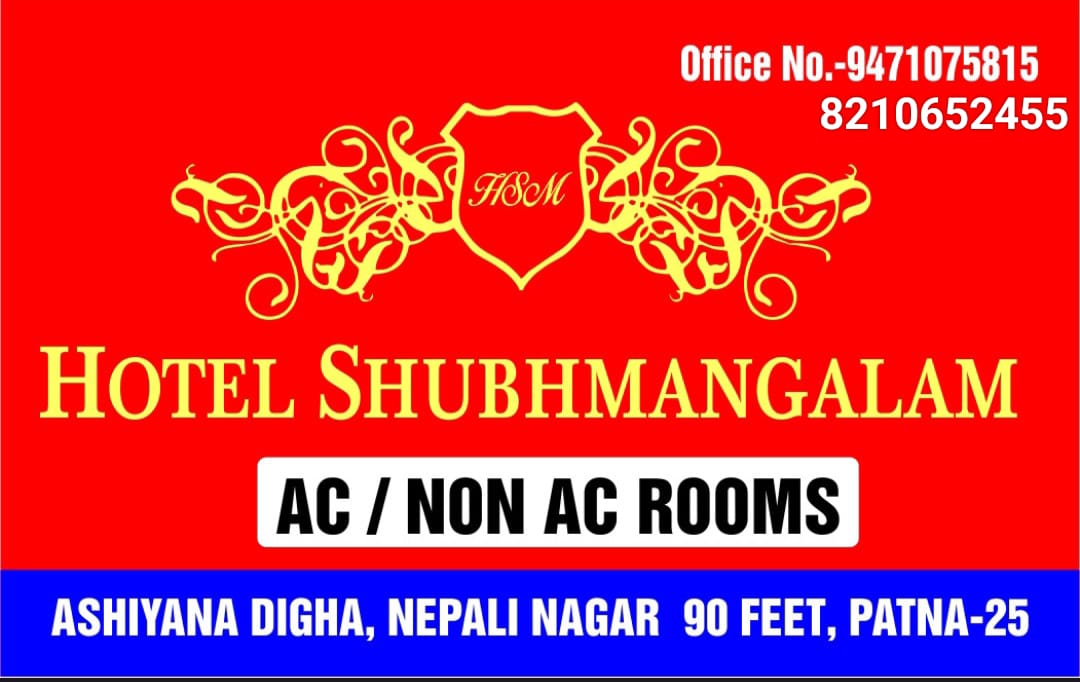 Office No.-9471075815
8210652455
HSM
HOTEL SHUBHMANGALAM
AC / NON AC ROOMS
ASHIYANA DIGHA, NEPALI NAGAR 90 FEET, PATNA-25